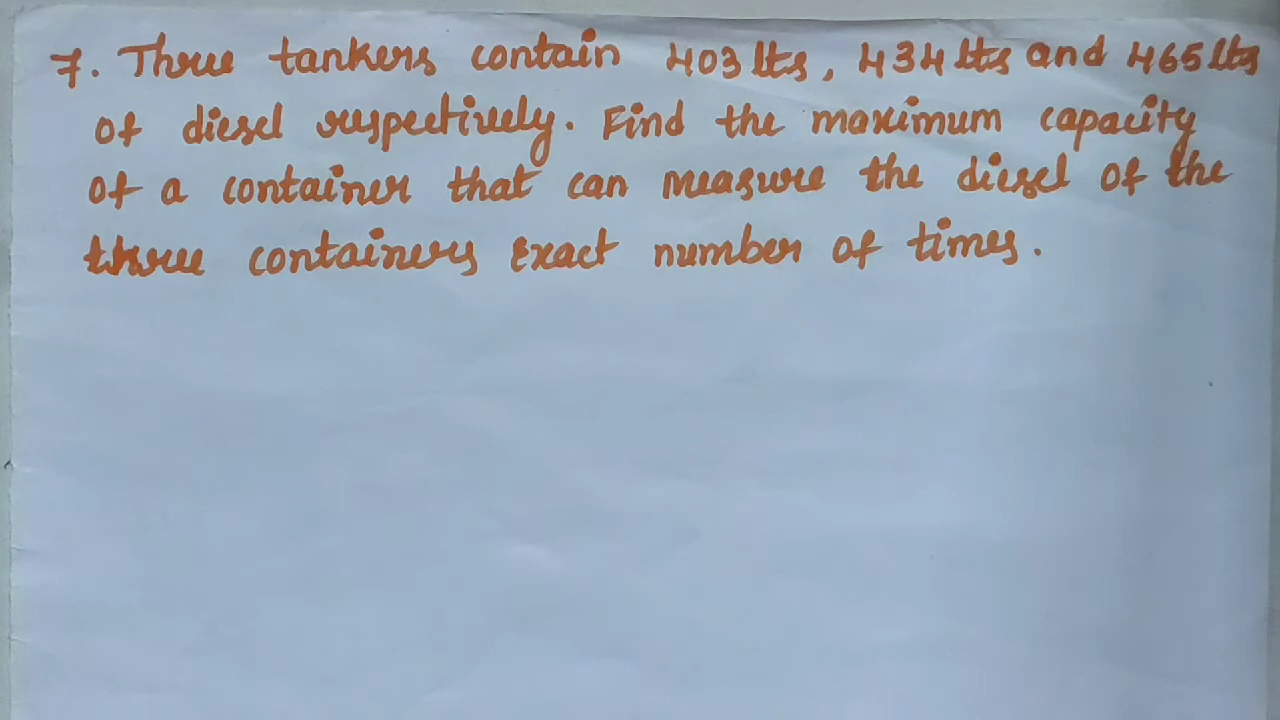 7. Three tankers contain 403 lts, 434 lts and 465 lts
of diesel respectively. Find the maximum capacity
of a container that can measure the diesel of the
three containers Exact number of times.